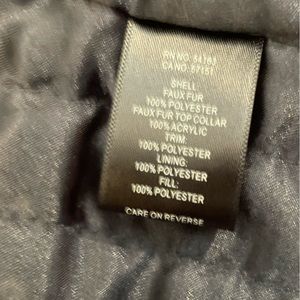 RN NO. 54163
CA NO. 57151
SHELL
FAUX FUR
100% POLYESTER
FAUX FUR TOP COLLAR
100% ACRYLIC
TRIM:
100% POLYESTER
LINING:
100% POLYESTER
FILL:
100% POLYESTER
CARE ON REVERSE